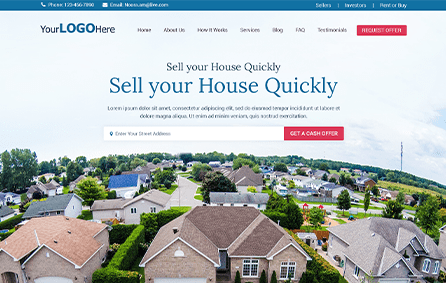 Phone: 123-456-7890 Email: Nooss.am@live.com Sellers | Investors | Rent or Buy
YourLOGOHere Home About Us How It Works Services Blog FAQ Testimonials REQUEST OFFER
Sell your House Quickly
Sell your House Quickly
Lorem ipsum dolor sit amet, consectetur adipiscing elit, sed do eiusmod tempor incididunt ut labore et
dolore magna aliqua. Ut enim ad minim veniam, quis nostrud exercitation.
Enter Your Street Address GET A CASH OFFER